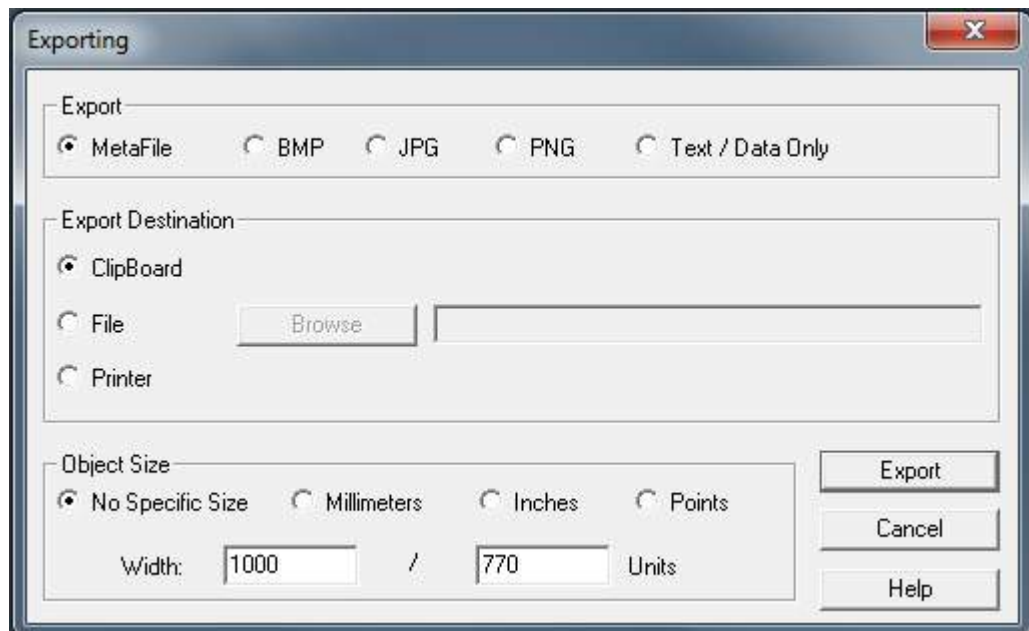 Exporting
Export
MetaFile BMP JPG PNG Text / Data Only
Export Destination
ClipBoard
File Browse
Printer
Object Size
No Specific Size Millimeters Inches Points
Width: 1000 / 770 Units
Export
Cancel
Help